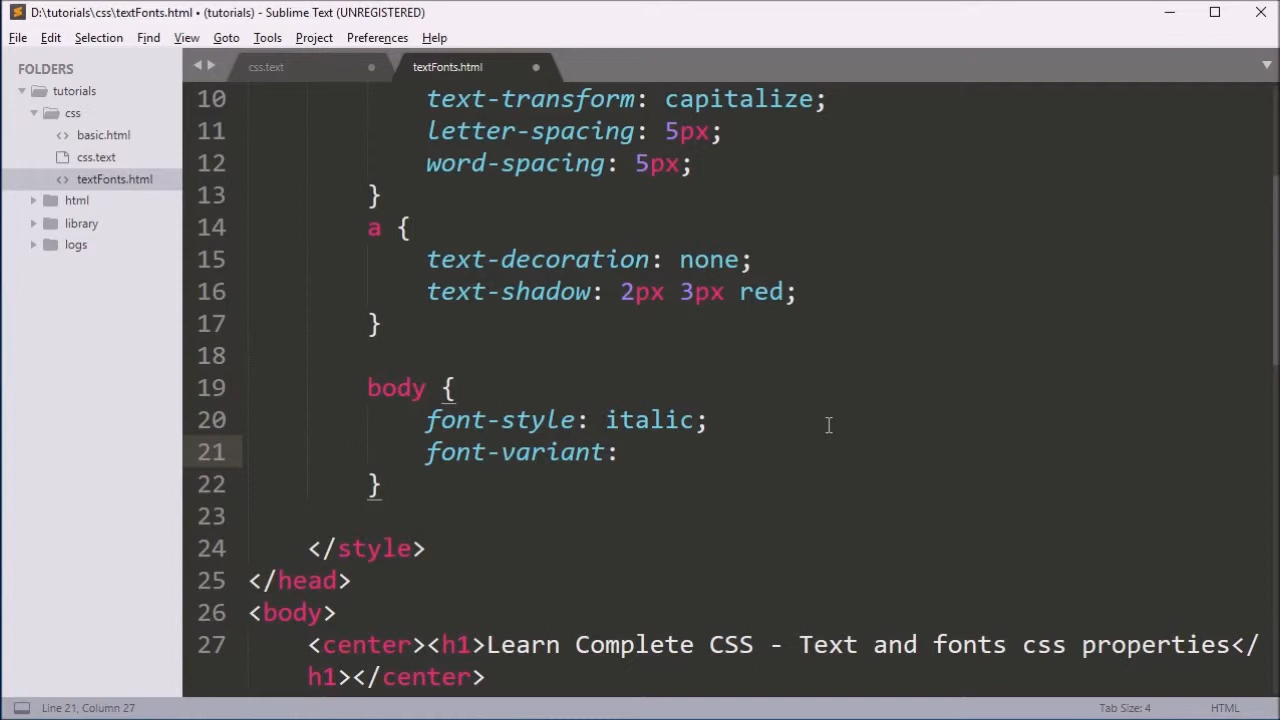 D:\tutorials\css\textFonts.html • (tutorials) - Sublime Text (UNREGISTERED)
File Edit Selection Find View Goto Tools Project Preferences Help
FOLDERS
tutorials
css
basic.html
css.text
textFonts.html
html
library
logs
css.text textFonts.html
10 text-transform: capitalize;
11 letter-spacing: 5px;
12 word-spacing: 5px;
13 }
14 a {
15 text-decoration: none;
16 text-shadow: 2px 3px red;
17 }
18
19 body {
20 font-style: italic;
21 font-variant:
22 }
23
24 </style>
25 </head>
26 <body>
27 <center><h1>Learn Complete CSS - Text and fonts css properties</
h1></center>
Line 21, Column 27 Tab Size: 4 HTML